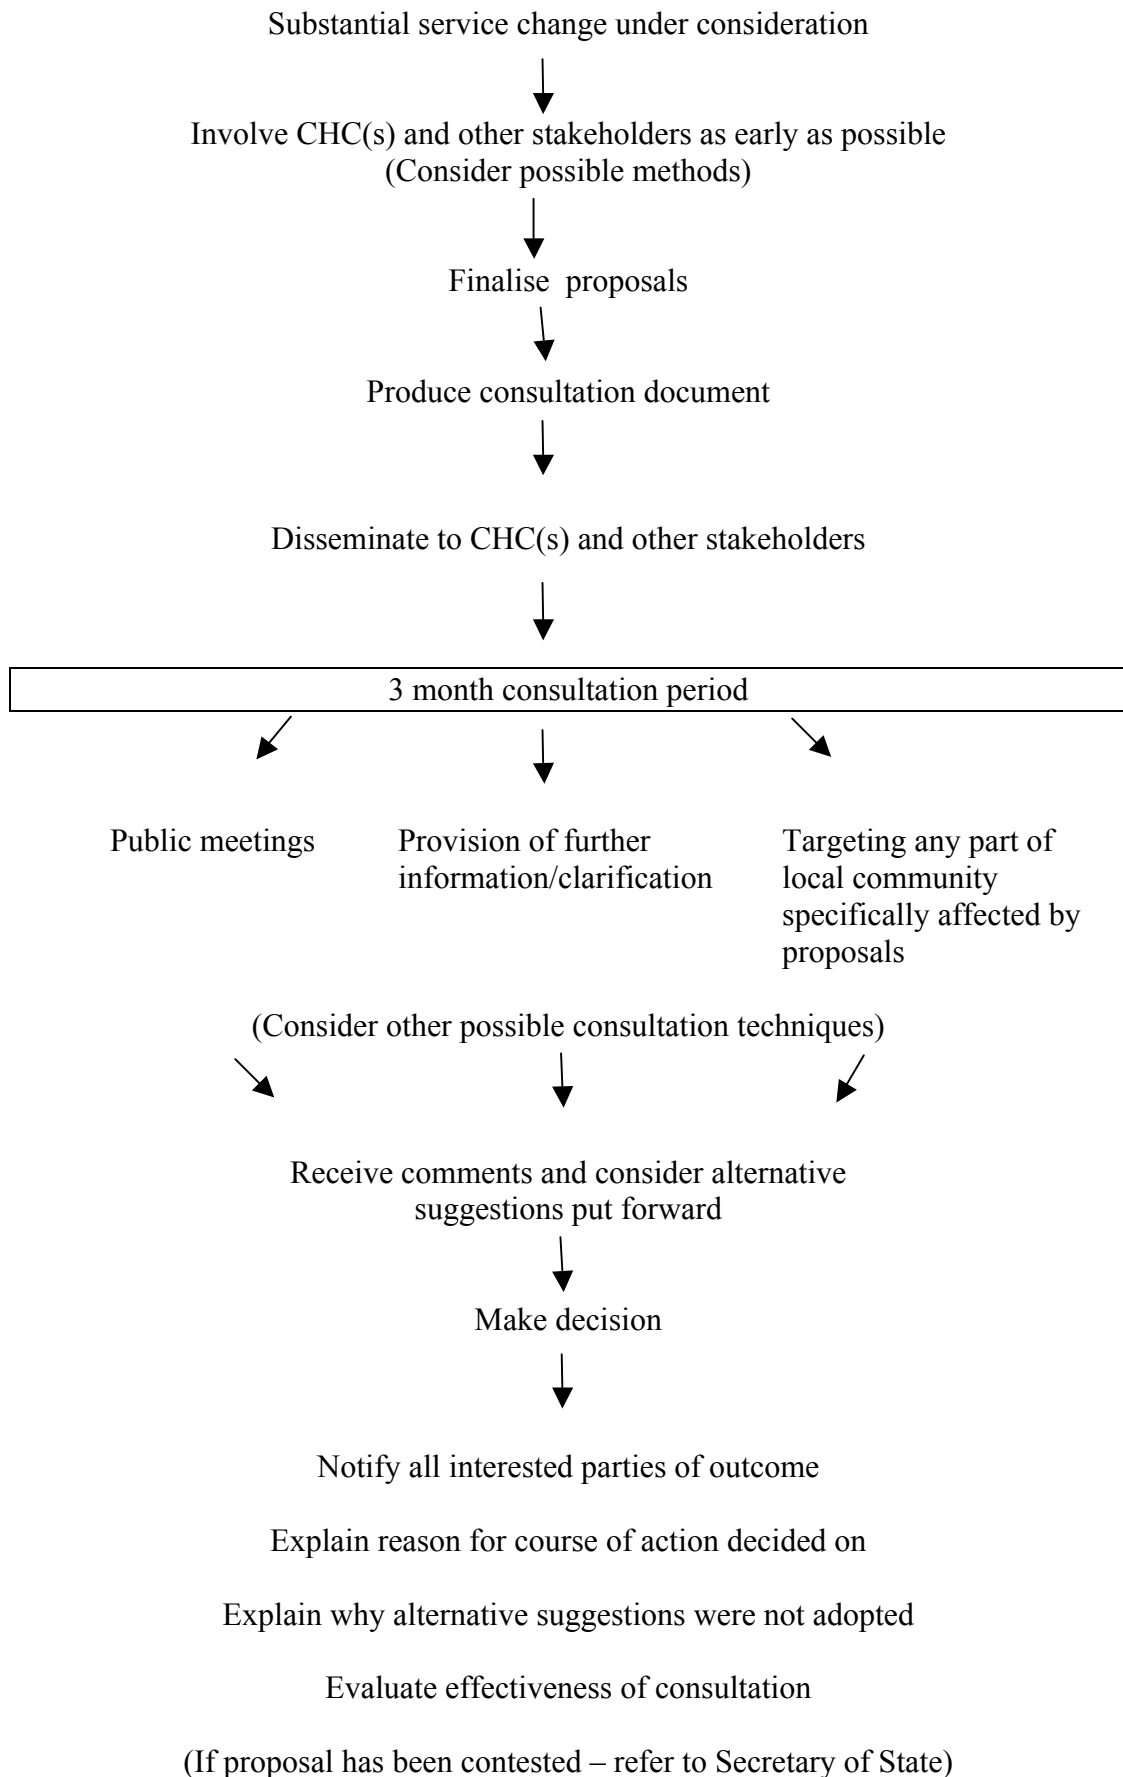 Substantial service change under consideration
Involve CHC(s) and other stakeholders as early as possible
(Consider possible methods)
Finalise proposals
Produce consultation document
Disseminate to CHC(s) and other stakeholders
3 month consultation period
Public meetings
Provision of further
information/clarification
Targeting any part of
local community
specifically affected by
proposals
(Consider other possible consultation techniques)
Receive comments and consider alternative
suggestions put forward
Make decision
Notify all interested parties of outcome
Explain reason for course of action decided on
Explain why alternative suggestions were not adopted
Evaluate effectiveness of consultation
(If proposal has been contested – refer to Secretary of State)